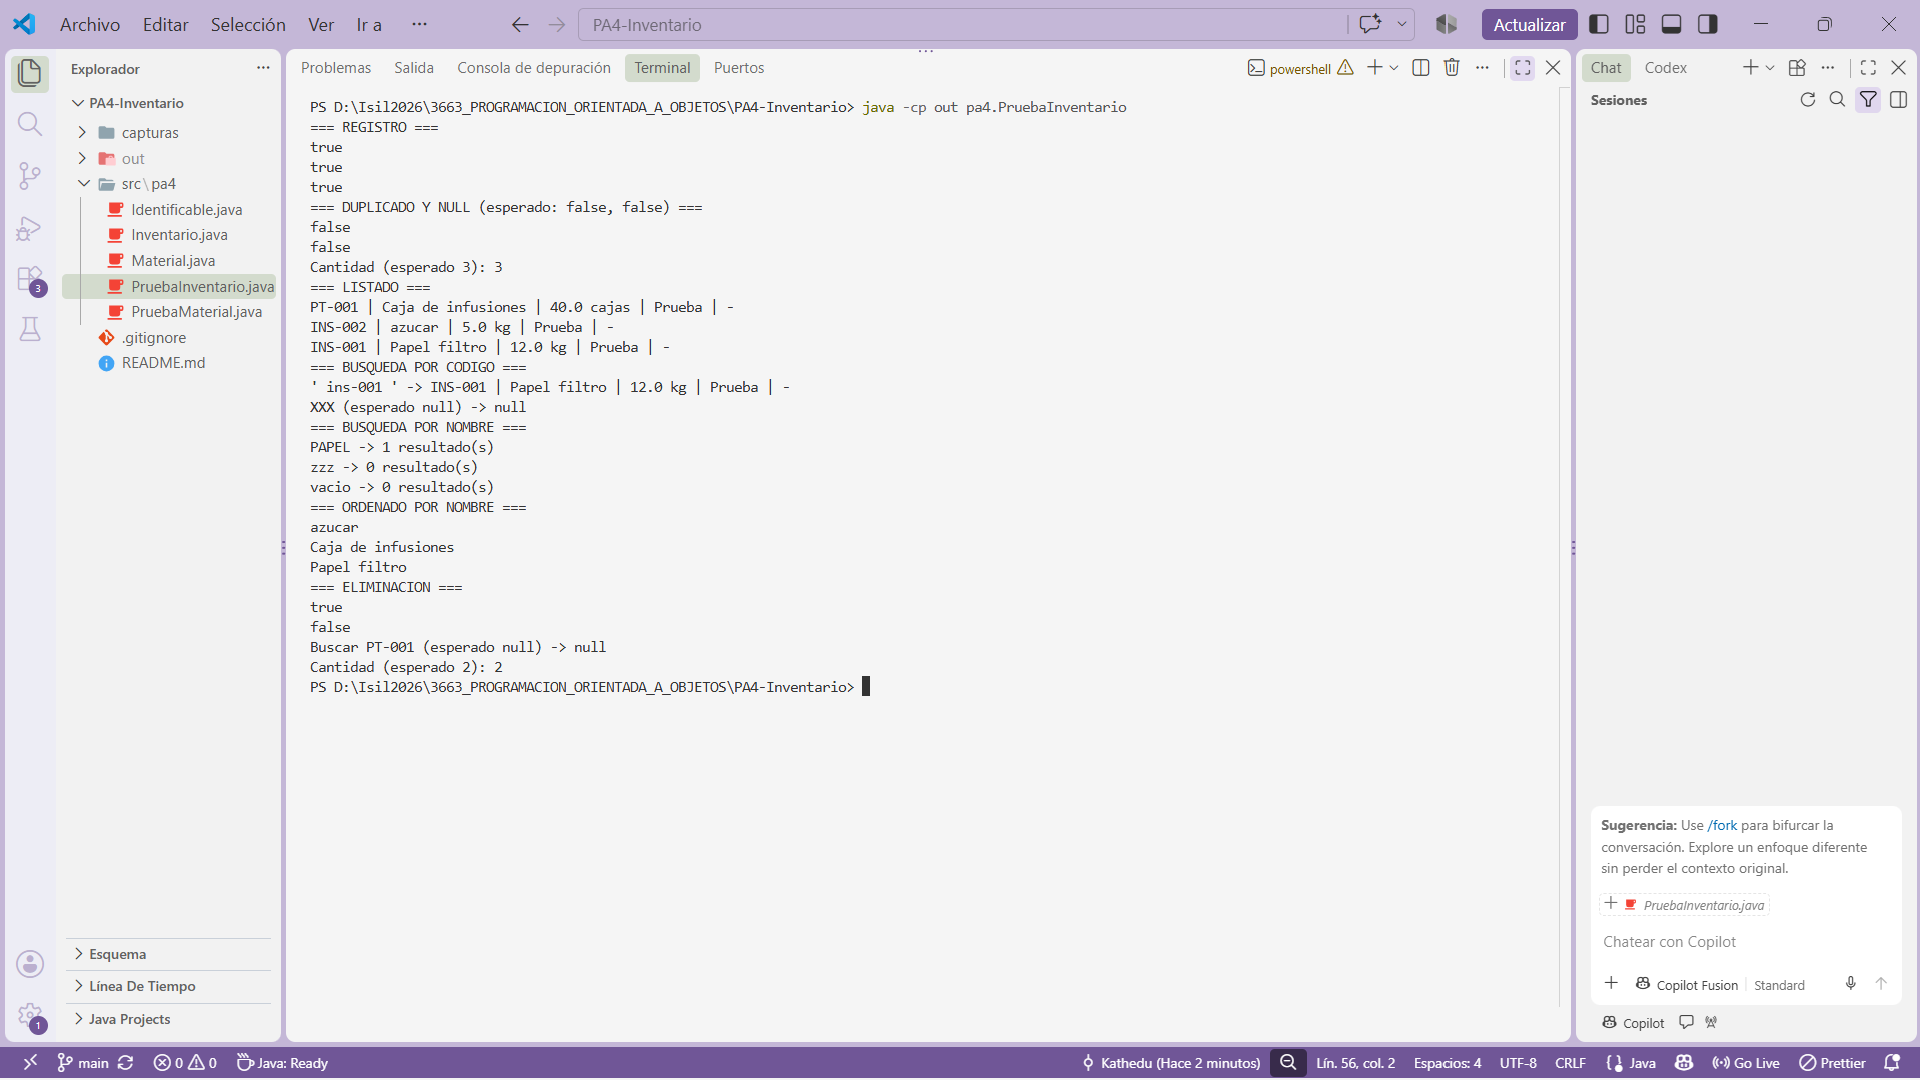 Archivo Editar Selección Ver Ir a ··· PA4-Inventario Actualizar
Explorador ···
PA4-Inventario
capturas
out
src\pa4
Identificable.java
Inventario.java
Material.java
PruebaInventario.java
PruebaMaterial.java
.gitignore
README.md
3
Esquema
Línea De Tiempo
Java Projects
1
Problemas Salida Consola de depuración Terminal Puertos powershell
PS D:\Isil2026\3663_PROGRAMACION_ORIENTADA_A_OBJETOS\PA4-Inventario> java -cp out pa4.PruebaInventario
=== REGISTRO ===
true
true
true
=== DUPLICADO Y NULL (esperado: false, false) ===
false
false
Cantidad (esperado 3): 3
=== LISTADO ===
PT-001 | Caja de infusiones | 40.0 cajas | Prueba | -
INS-002 | azucar | 5.0 kg | Prueba | -
INS-001 | Papel filtro | 12.0 kg | Prueba | -
=== BUSQUEDA POR CODIGO ===
' ins-001 ' -> INS-001 | Papel filtro | 12.0 kg | Prueba | -
XXX (esperado null) -> null
=== BUSQUEDA POR NOMBRE ===
PAPEL -> 1 resultado(s)
zzz -> 0 resultado(s)
vacio -> 0 resultado(s)
=== ORDENADO POR NOMBRE ===
azucar
Caja de infusiones
Papel filtro
=== ELIMINACION ===
true
false
Buscar PT-001 (esperado null) -> null
Cantidad (esperado 2): 2
PS D:\Isil2026\3663_PROGRAMACION_ORIENTADA_A_OBJETOS\PA4-Inventario>
Chat Codex
Sesiones
Sugerencia: Use /fork para bifurcar la
conversación. Explore un enfoque diferente
sin perder el contexto original.
PruebaInventario.java
Chatear con Copilot
Copilot Fusion Standard
Copilot
main 0 0 Java: Ready Kathedu (Hace 2 minutos) Lín. 56, col. 2 Espacios: 4 UTF-8 CRLF Java Go Live Prettier